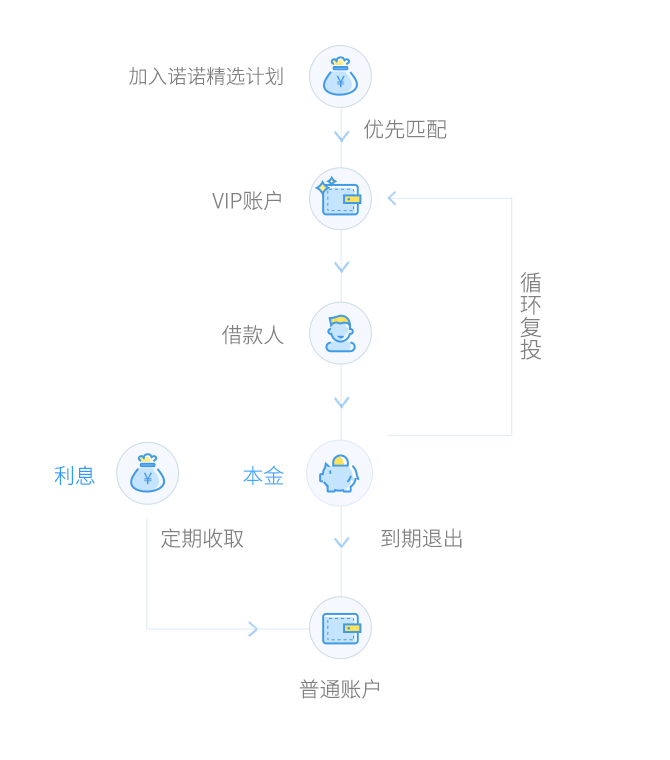 加入诺诺精选计划
优先匹配
VIP账户
循环复投
借款人
利息
本金
定期收取
到期退出
普通账户
¥
¥